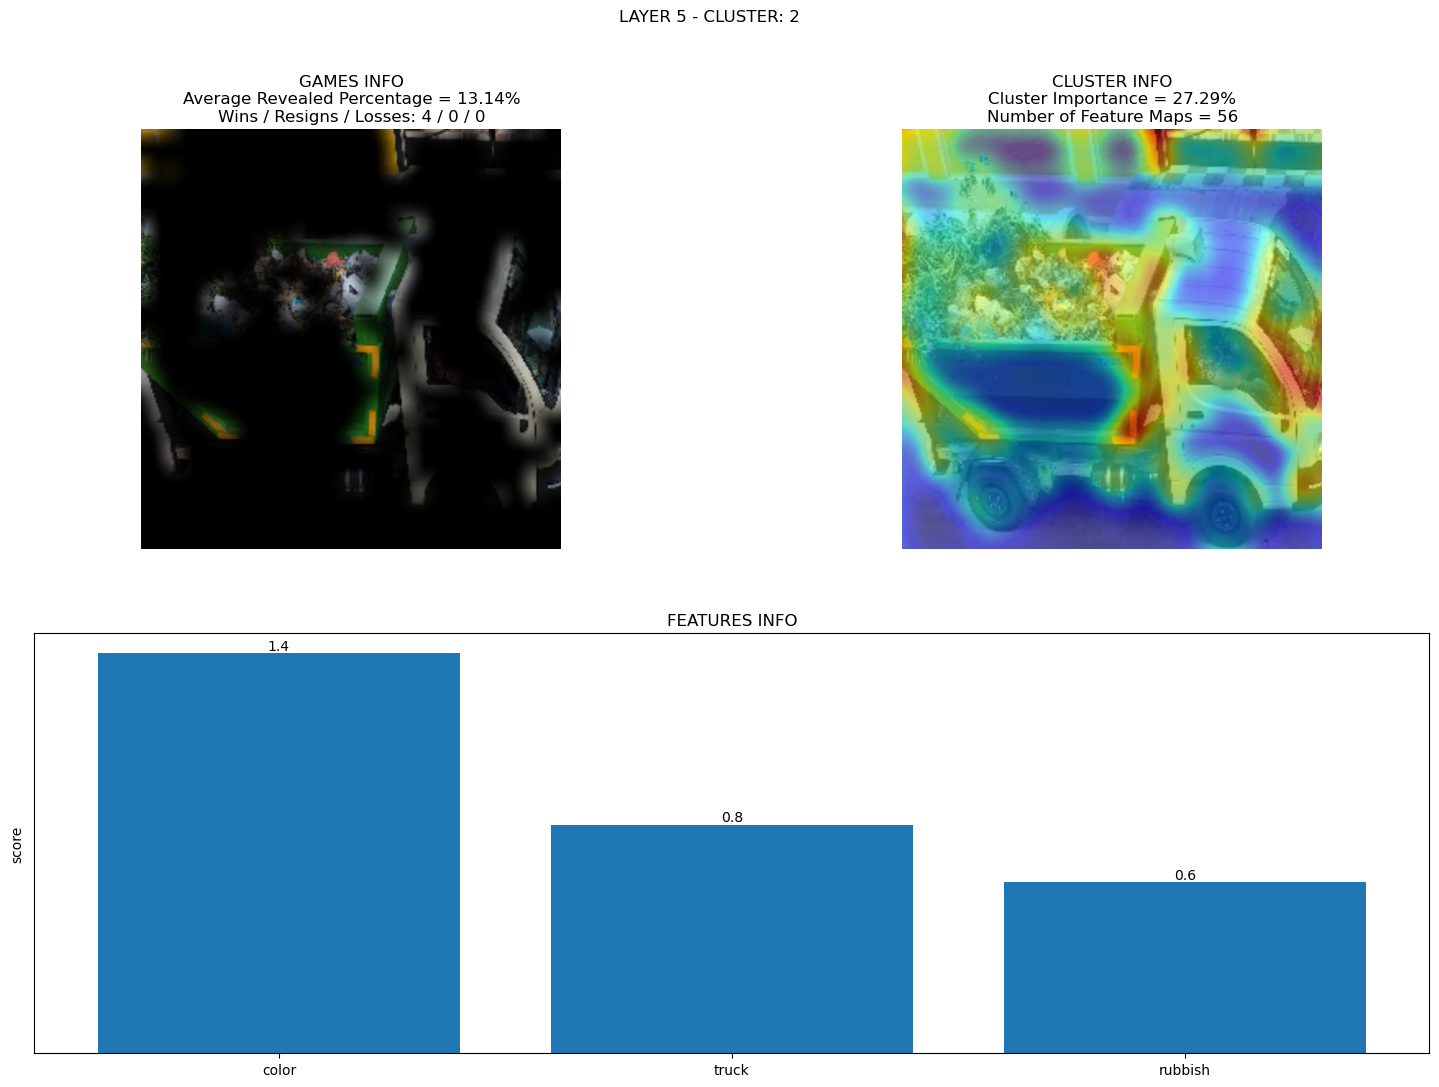 LAYER 5 - CLUSTER: 2
GAMES INFO
Average Revealed Percentage = 13.14%
Wins / Resigns / Losses: 4 / 0 / 0
CLUSTER INFO
Cluster Importance = 27.29%
Number of Feature Maps = 56
FEATURES INFO
score
1.4
0.8
0.6
color
truck
rubbish